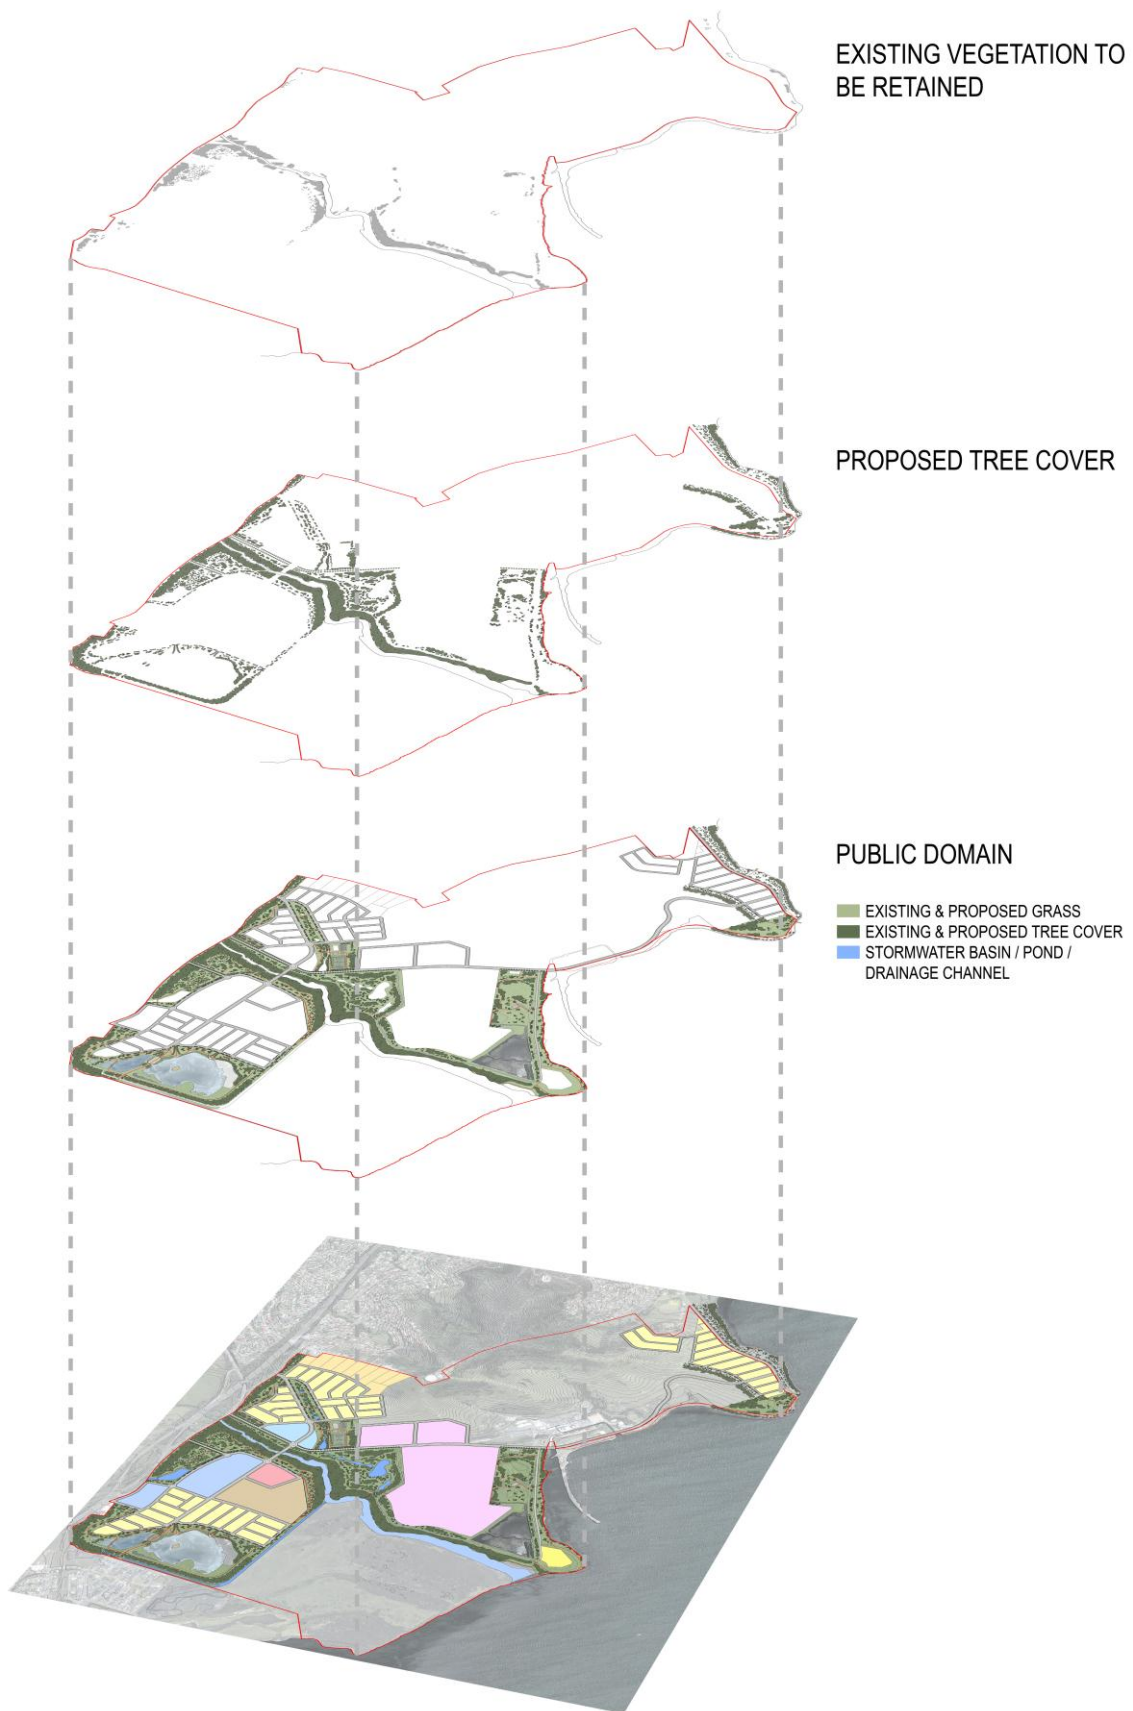 EXISTING VEGETATION TO
BE RETAINED
PROPOSED TREE COVER
PUBLIC DOMAIN
EXISTING & PROPOSED GRASS
EXISTING & PROPOSED TREE COVER
STORMWATER BASIN / POND /
DRAINAGE CHANNEL